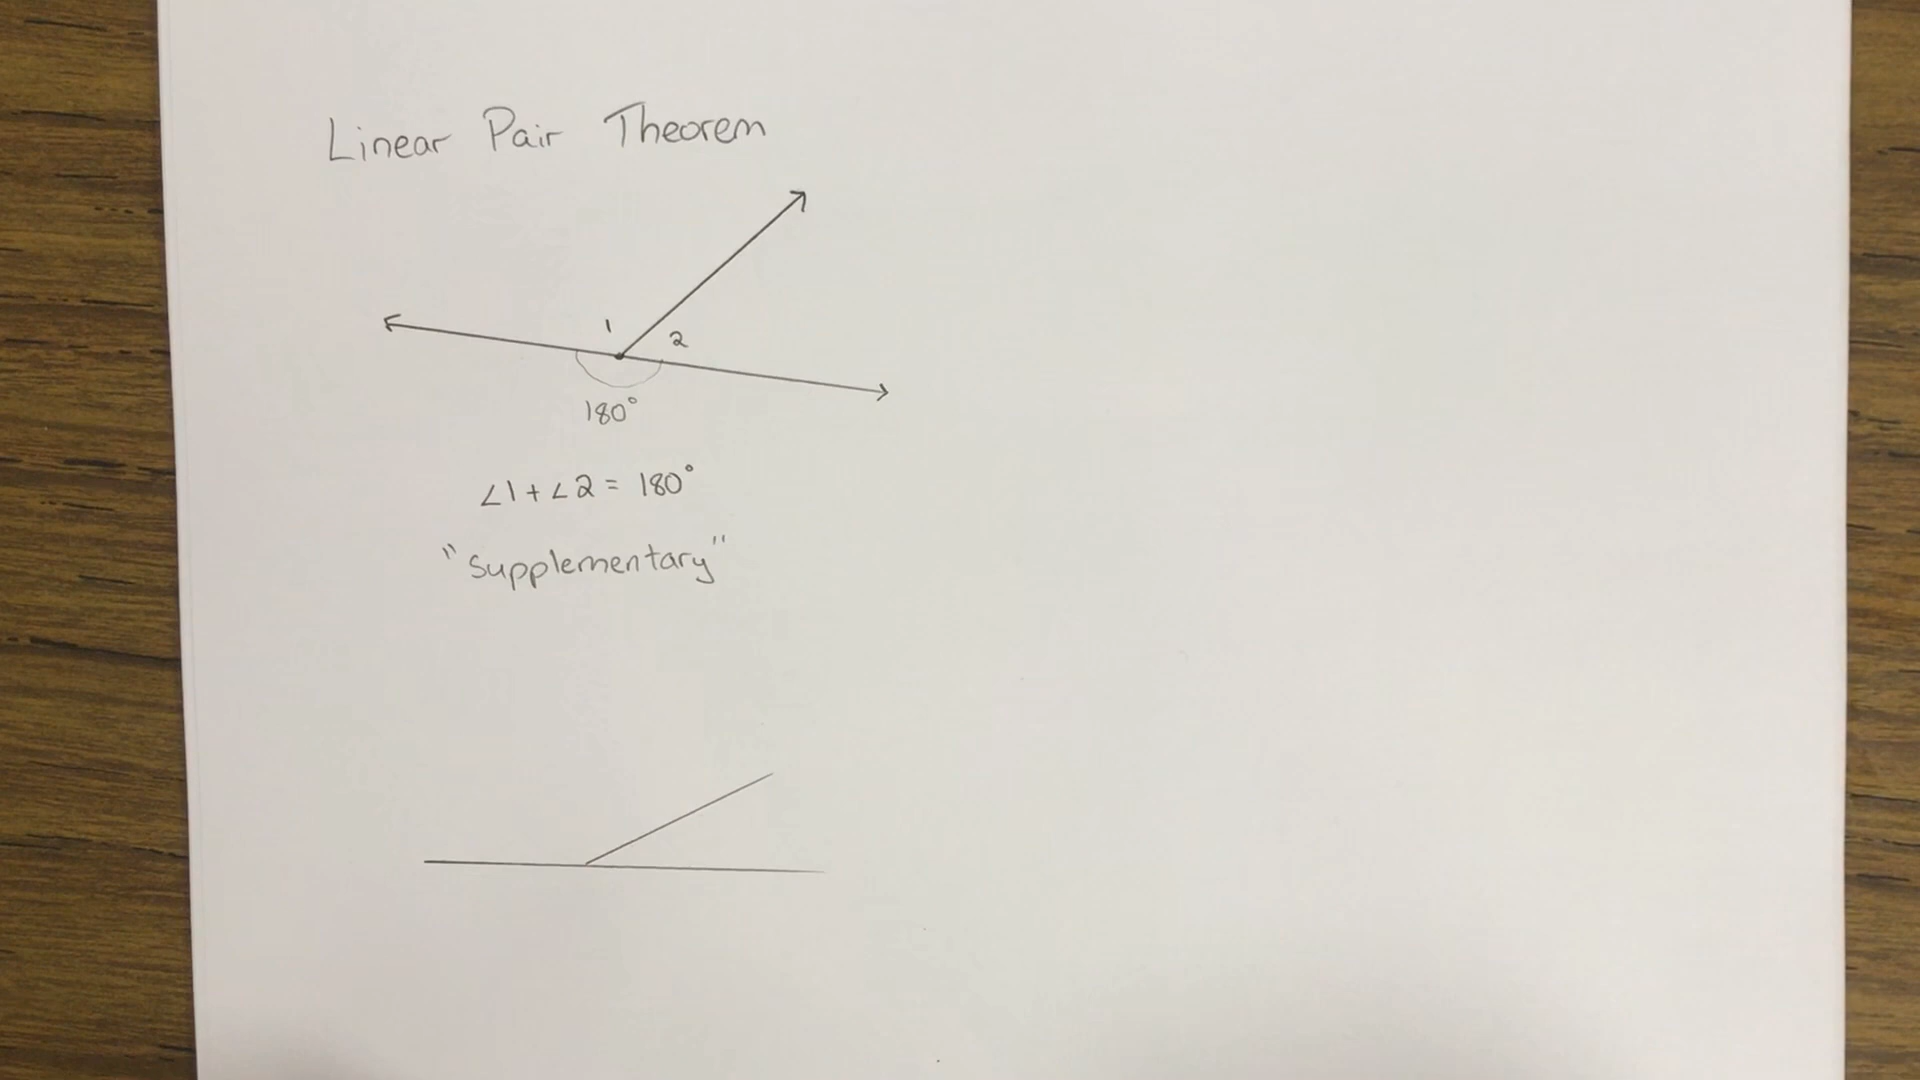 Linear Pair Theorem
1
2
180°
∠1+∠2= 180°
"supplementary"